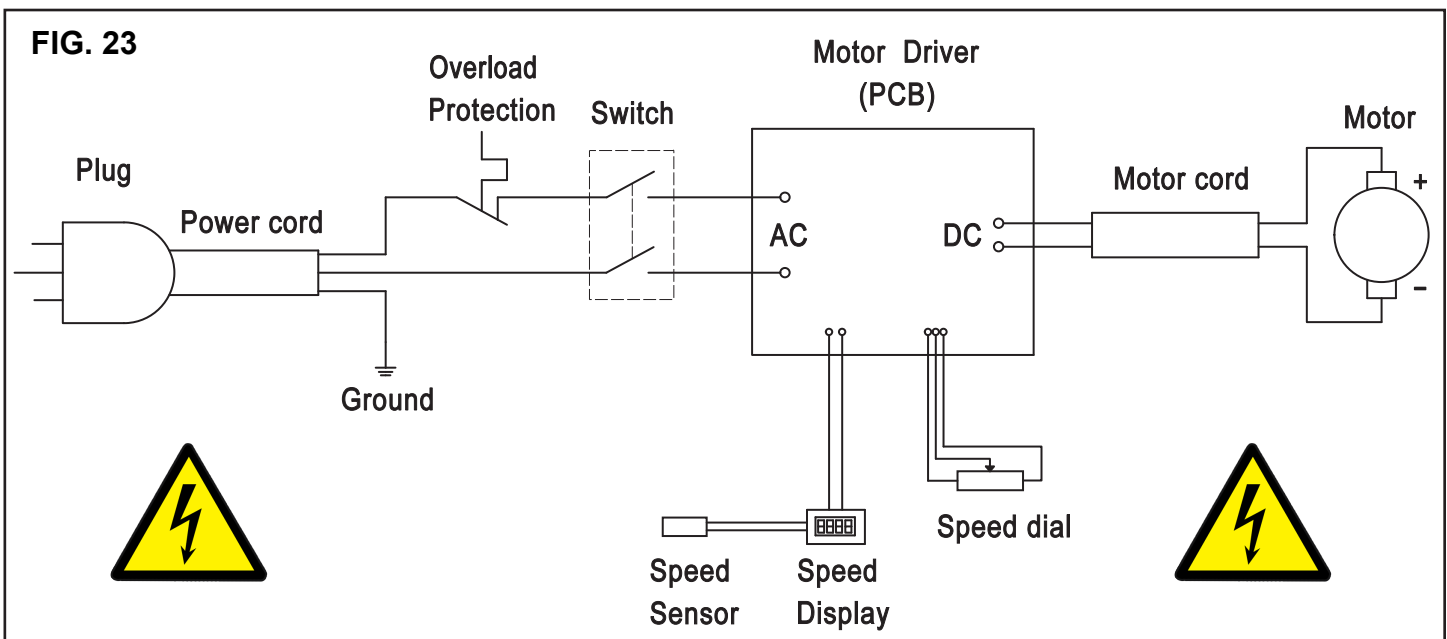 FIG. 23
Motor Driver
(PCB)
Overload
Protection
Switch
Motor
Plug
Power cord
Motor cord
+
AC
DC
-
Ground
8888
Speed dial
Speed
Sensor
Speed
Display